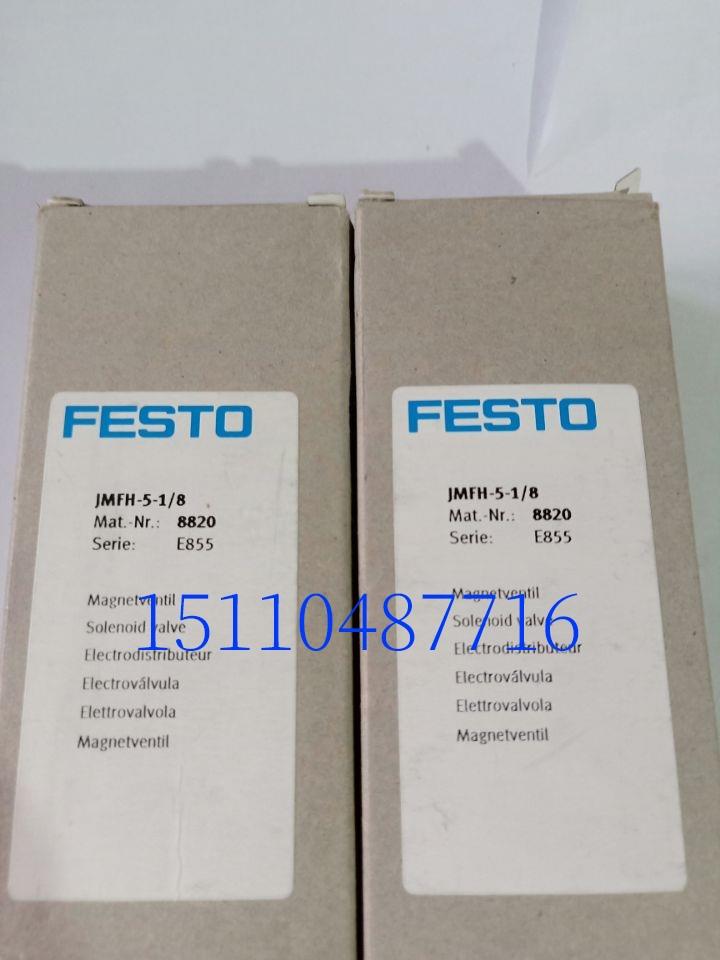 FESTO
JMFH-5-1/8
Mat.-Nr.: 8820
Serie: E855
Magnetventil
Solenoid valve
Electrodistributeur
Electroválvula
Elettrovalvola
Magnetventil
FESTO
JMFH-5-1/8
Mat.-Nr.: 8820
Serie: E855
Magnetventil
Solenoid valve
Electrodistributeur
Electroválvula
Elettrovalvola
Magnetventil
15110487716